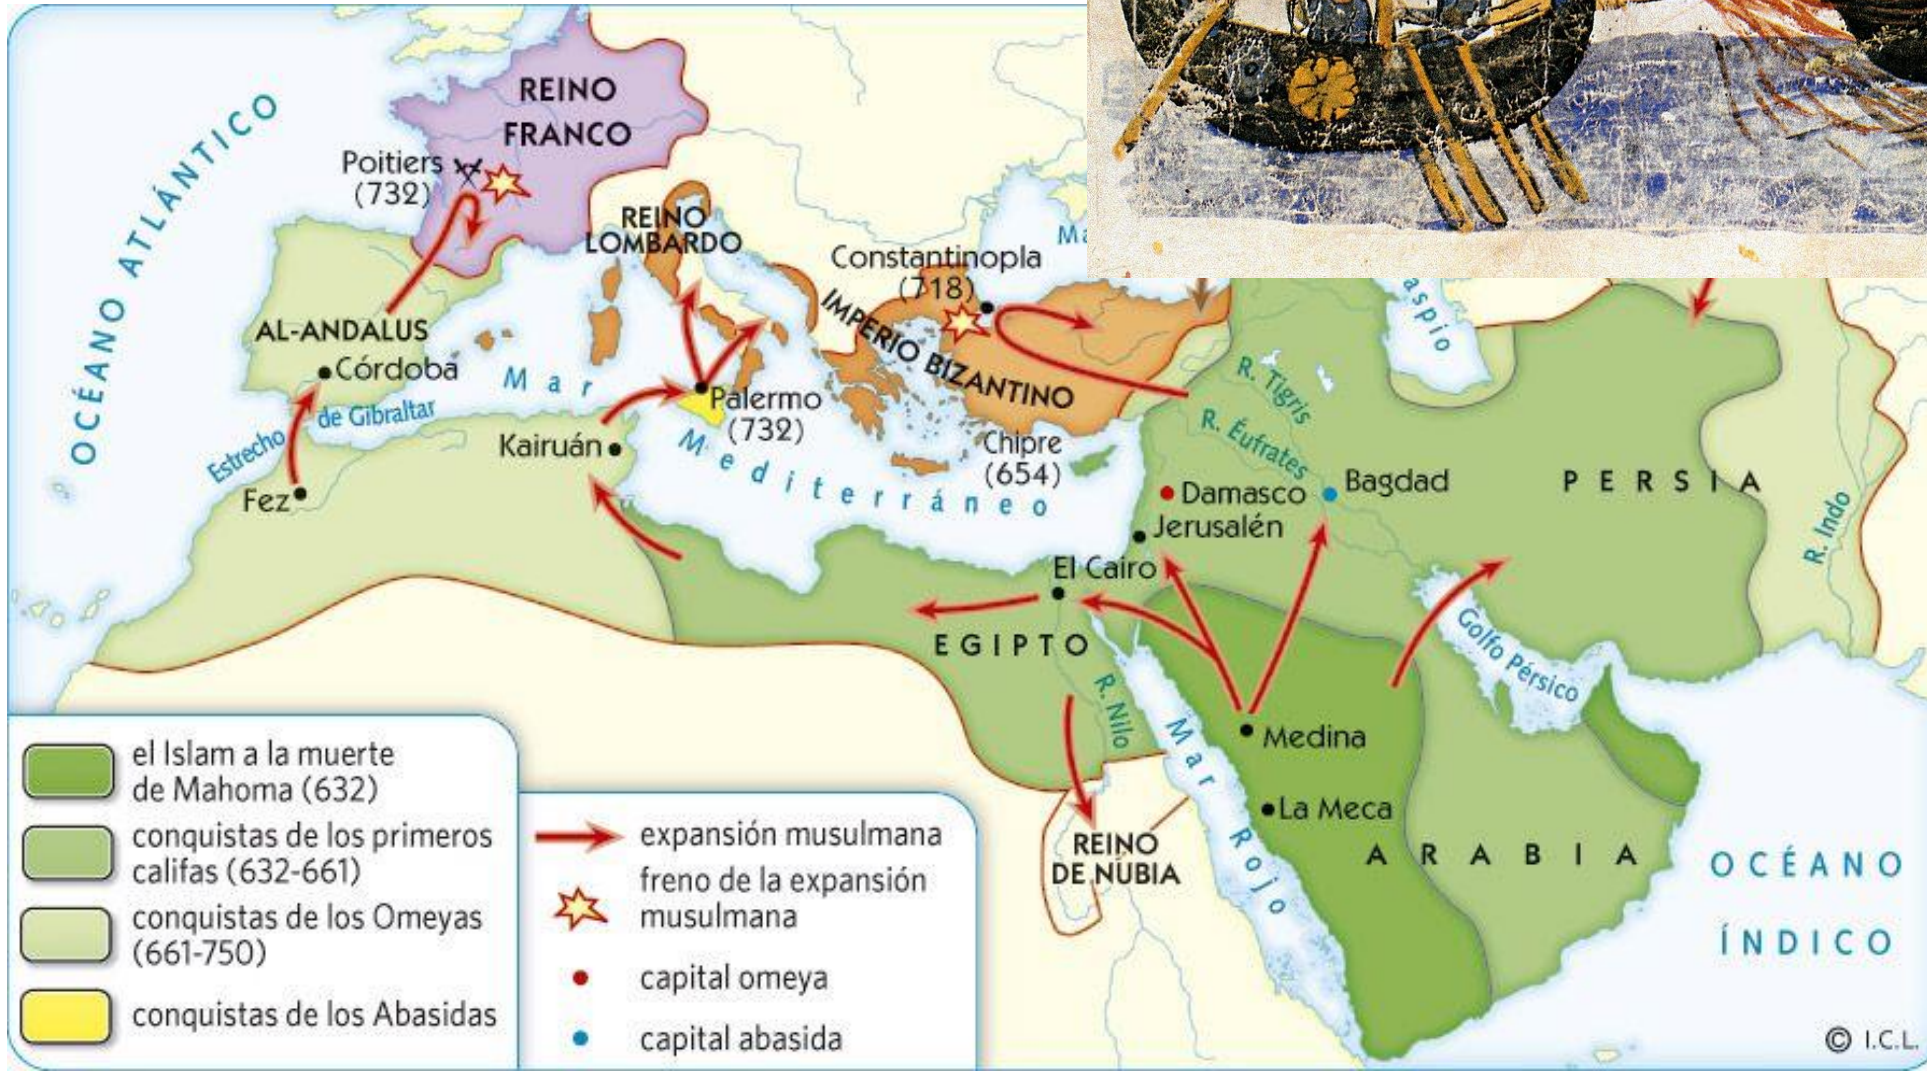 REINO
FRANCO
Poitiers
(732)
OCÉANO ATLÁNTICO
REINO
LOMBARDO
Constantinopla
(718)
IMPERIO BIZANTINO
AL-ANDALUS
Córdoba
Mar
Mediterráneo
Estrecho de Gibraltar
Palermo
(732)
Kairuán
Fez
Chipre
(654)
R. Tigris
R. Éufrates
Damasco
Bagdad
Jerusalén
PERSIA
R. Indo
El Cairo
EGIPTO
R. Nilo
Golfo Pérsico
Medina
La Meca
Mar Rojo
ARABIA
REINO
DE NUBIA
OCÉANO
ÍNDICO
el Islam a la muerte
de Mahoma (632)
conquistas de los primeros
califas (632-661)
conquistas de los Omeyas
(661-750)
conquistas de los Abasidas
expansión musulmana
freno de la expansión
musulmana
capital omeya
capital abasida
© I.C.L.